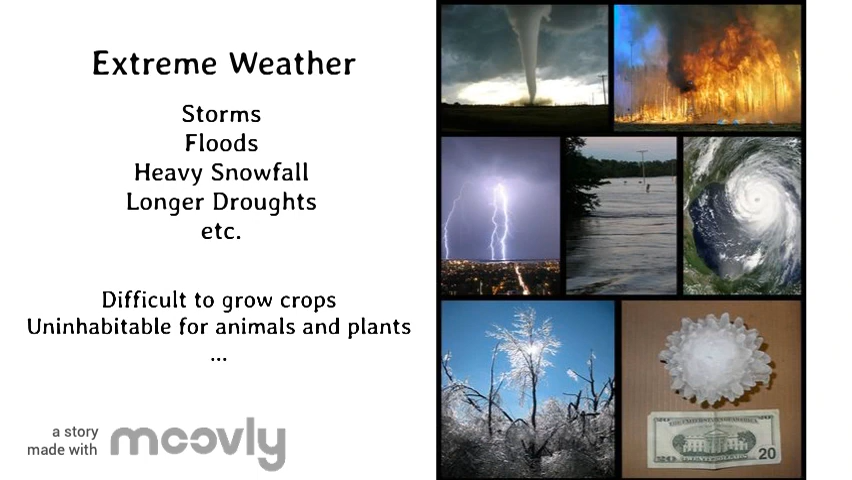 Extreme Weather
Storms
Floods
Heavy Snowfall
Longer Droughts
etc.
Difficult to grow crops
Uninhabitable for animals and plants
...
a story
made with moovly
20
20